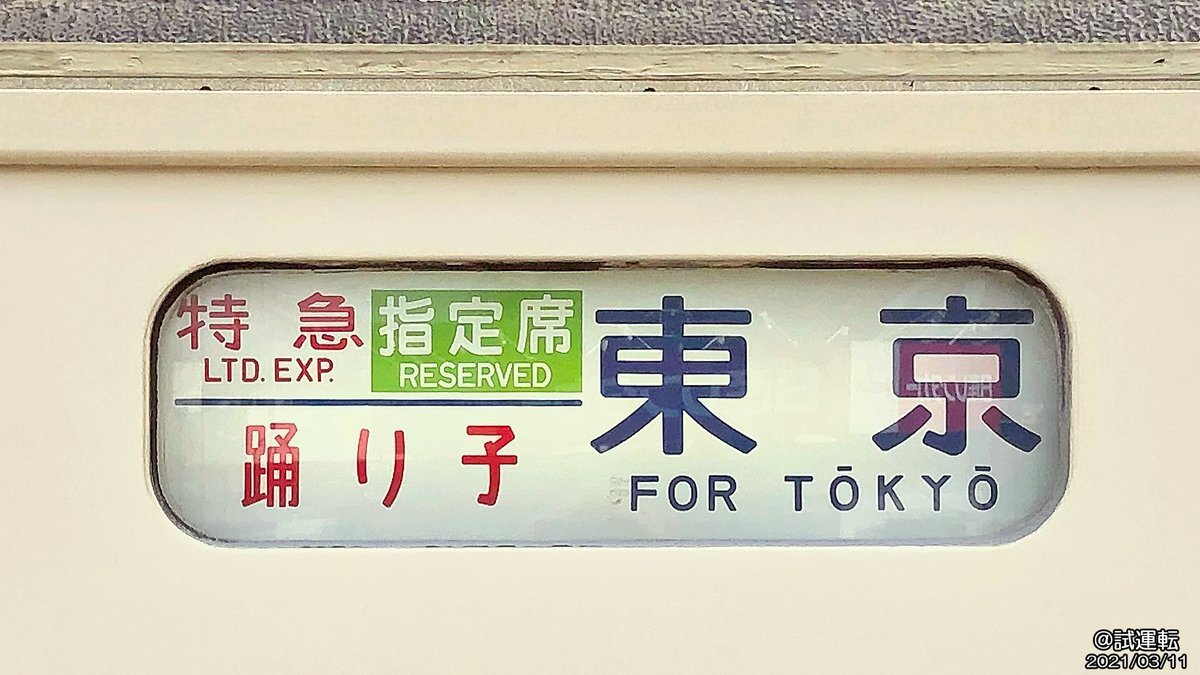 特急
LTD. EXP.
指定席
RESERVED
踊り子
東京
FOR TŌKYŌ
@試運転
2021/03/11